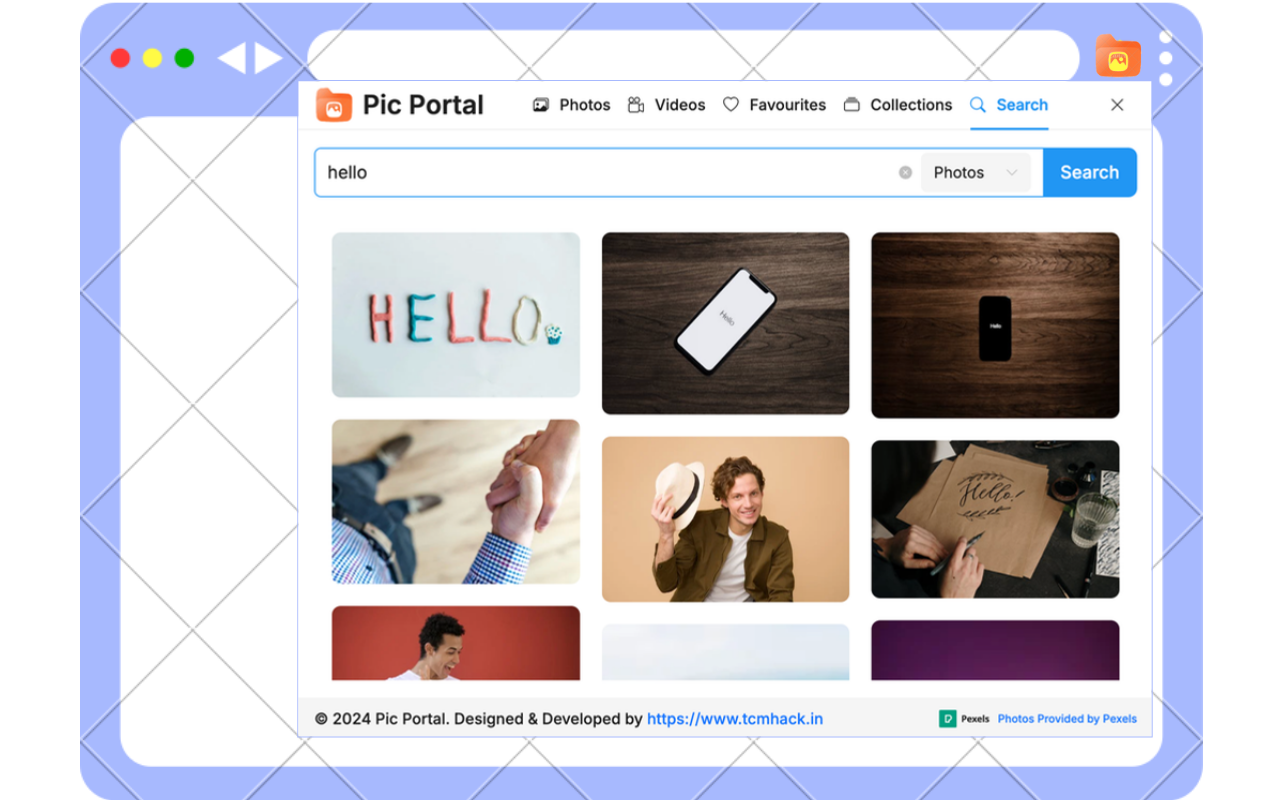 Pic Portal Photos Videos Favourites Collections Search
hello Photos Search
HELLO.
Hello
Hello
Hello!
© 2024 Pic Portal. Designed & Developed by https://www.tcmhack.in Pexels Photos Provided by Pexels